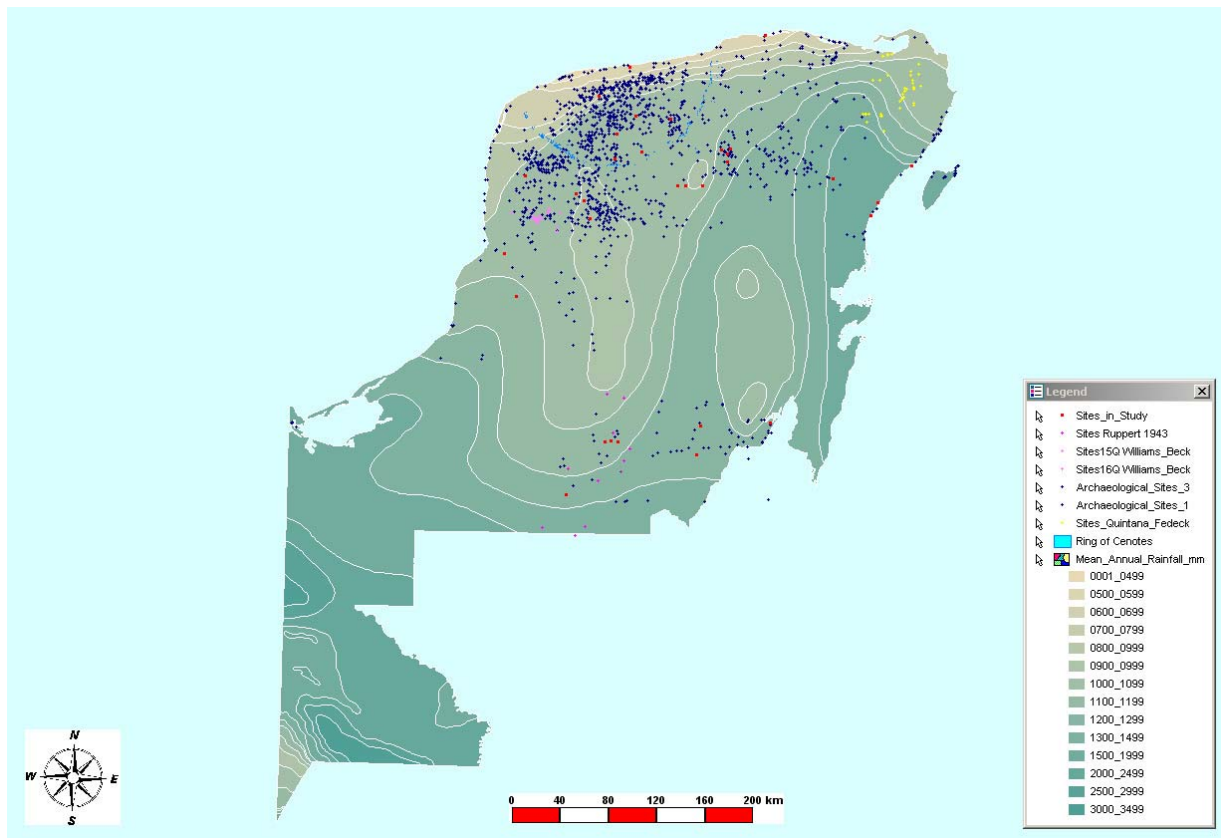 Legend
Sites_in_Study
Sites Ruppert 1943
Sites15Q Williams_Beck
Sites16Q Williams_Beck
Archaeological_Sites_3
Archaeological_Sites_1
Sites_Quintana_Fedeck
Ring of Cenotes
Mean_Annual_Rainfall_mm
0001_0499
0500_0599
0600_0699
0700_0799
0800_0999
0900_0999
1000_1099
1100_1199
1200_1299
1300_1499
1500_1999
2000_2499
2500_2999
3000_3499
N
W E
S
0 40 80 120 160 200 km